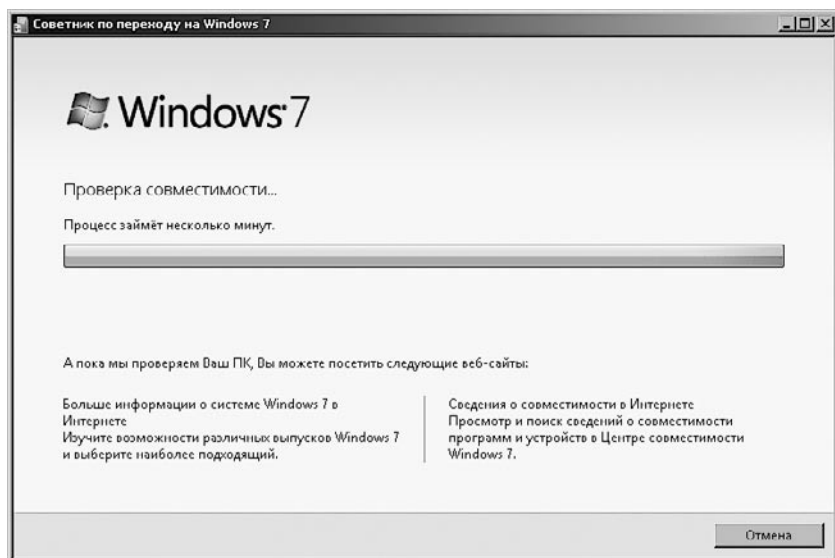 Советник по переходу на Windows 7
Windows 7
Проверка совместимости...
Процесс займёт несколько минут.
А пока мы проверяем Ваш ПК, Вы можете посетить следующие веб-сайты:
Больше информации о системе Windows 7 в
Интернете
Изучите возможности различных выпусков Windows 7
и выберите наиболее подходящий.
Сведения о совместимости в Интернете
Просмотр и поиск сведений о совместимости
программ и устройств в Центре совместимости
Windows 7.
Отмена